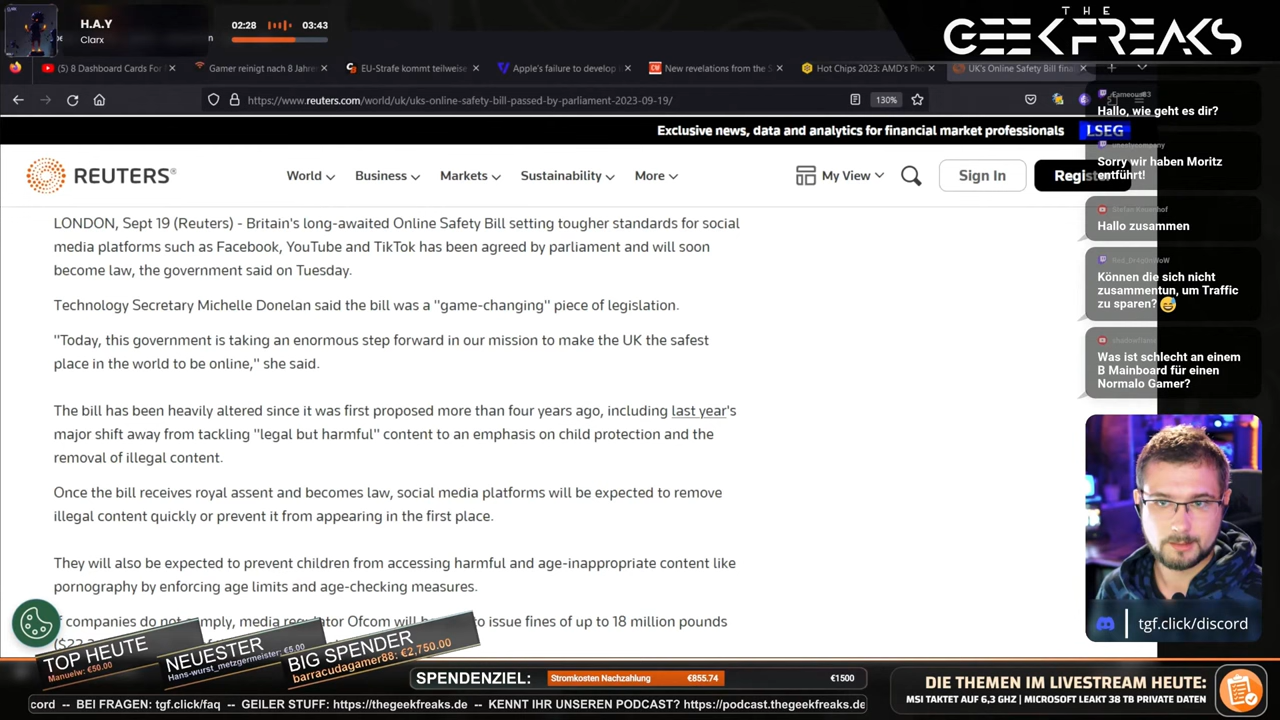 H.A.Y
Clarx
02:28
03:43
THE
GEEKFREAKS
(5) 8 Dashboard Cards For
Gamer reinigt nach 8 Jahre
EU-Strafe kommt teilweise
Apple's failure to develop
New revelations from the S
Hot Chips 2023: AMD's Ph
UK's Online Safety Bill final
https://www.reuters.com/world/uk/uks-online-safety-bill-passed-by-parliament-2023-09-19/
130%
Exclusive news, data and analytics for financial market professionals
LSEG
REUTERS
World
Business
Markets
Sustainability
More
My View
Sign In
Register
LONDON, Sept 19 (Reuters) - Britain's long-awaited Online Safety Bill setting tougher standards for social
media platforms such as Facebook, YouTube and TikTok has been agreed by parliament and will soon
become law, the government said on Tuesday.
Technology Secretary Michelle Donelan said the bill was a "game-changing" piece of legislation.
"Today, this government is taking an enormous step forward in our mission to make the UK the safest
place in the world to be online," she said.
The bill has been heavily altered since it was first proposed more than four years ago, including last year's
major shift away from tackling "legal but harmful" content to an emphasis on child protection and the
removal of illegal content.
Once the bill receives royal assent and becomes law, social media platforms will be expected to remove
illegal content quickly or prevent it from appearing in the first place.
They will also be expected to prevent children from accessing harmful and age-inappropriate content like
pornography by enforcing age limits and age-checking measures.
companies do not comply, media regulator Ofcom will be to issue fines of up to 18 million pounds
Fameous83
Hallo, wie geht es dir?
Sorry wir haben Moritz
entführt!
Stefan Kauenhof
Hallo zusammen
Red_DragonWoW
Können die sich nicht
zusammentun, um Traffic
zu sparen? 😅
shadowflame
Was ist schlecht an einem
B Mainboard für einen
Normalo Gamer?
tgf.click/discord
TOP HEUTE
Manuelw: €50.00
NEUESTER
Hans-wurst_metzgermeister: €5.00
BIG SPENDER
barracudagamer88: €2,750.00
SPENDENZIEL:
Stromkosten Nachzahlung
€855.74
€1500
DIE THEMEN IM LIVESTREAM HEUTE:
MSI TAKTET AUF 6,3 GHZ | MICROSOFT LEAKT 38 TB PRIVATE DATEN
cord -- BEI FRAGEN: tgf.click/faq -- GEILER STUFF: https://thegeekfreaks.de -- KENNT IHR UNSEREN PODCAST? https://podcast.thegeekfreaks.de